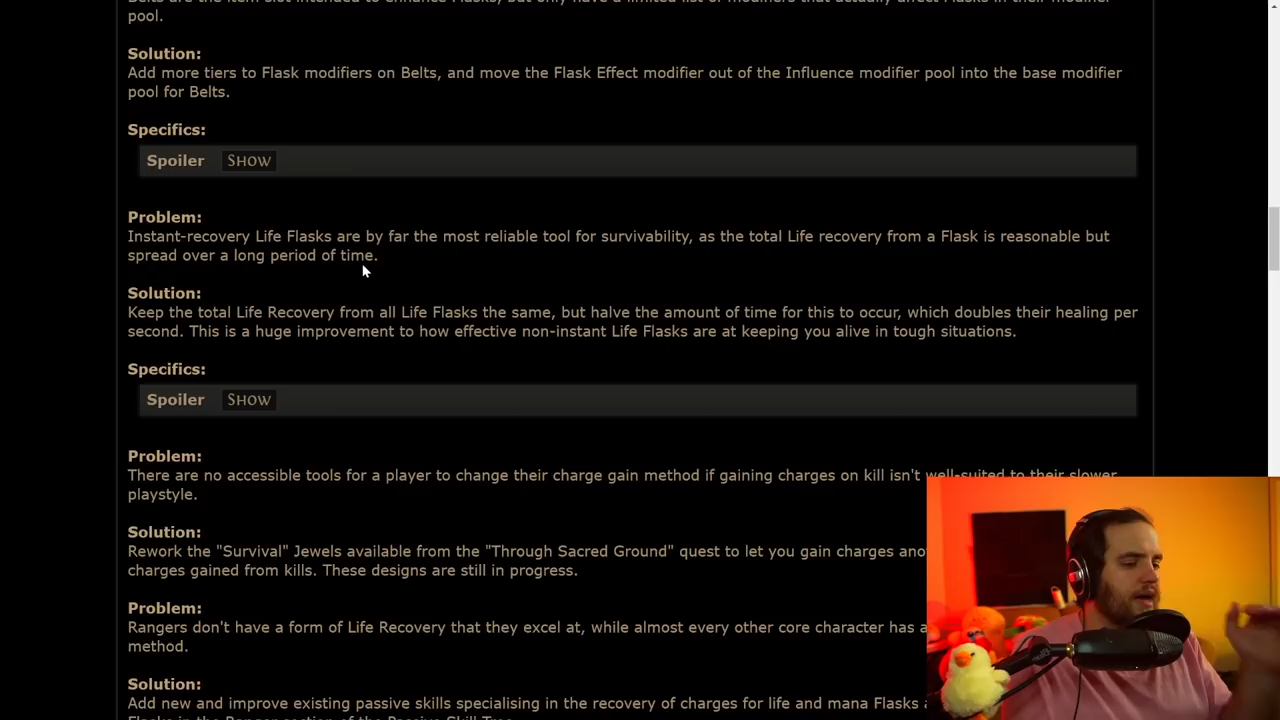 pool.
Solution:
Add more tiers to Flask modifiers on Belts, and move the Flask Effect modifier out of the Influence modifier pool into the base modifier
pool for Belts.
Specifics:
Spoiler SHOW
Problem:
Instant-recovery Life Flasks are by far the most reliable tool for survivability, as the total Life recovery from a Flask is reasonable but
spread over a long period of time.
Solution:
Keep the total Life Recovery from all Life Flasks the same, but halve the amount of time for this to occur, which doubles their healing per
second. This is a huge improvement to how effective non-instant Life Flasks are at keeping you alive in tough situations.
Specifics:
Spoiler SHOW
Problem:
There are no accessible tools for a player to change their charge gain method if gaining charges on kill isn't well-suited to their slower
playstyle.
Solution:
Rework the "Survival" Jewels available from the "Through Sacred Ground" quest to let you gain charges
charges gained from kills. These designs are still in progress.
Problem:
Rangers don't have a form of Life Recovery that they excel at, while almost every other core character has a
method.
Solution:
Add new and improve existing passive skills specialising in the recovery of charges for life and mana Flasks